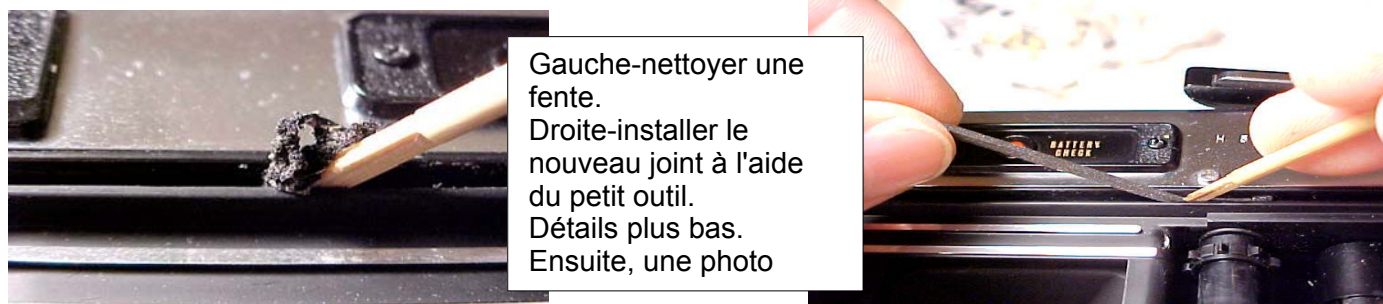 Gauche-nettoyer une
fente.
Droite-installer le
nouveau joint à l'aide
du petit outil.
Détails plus bas.
Ensuite, une photo
BATTERY
CHECK
H